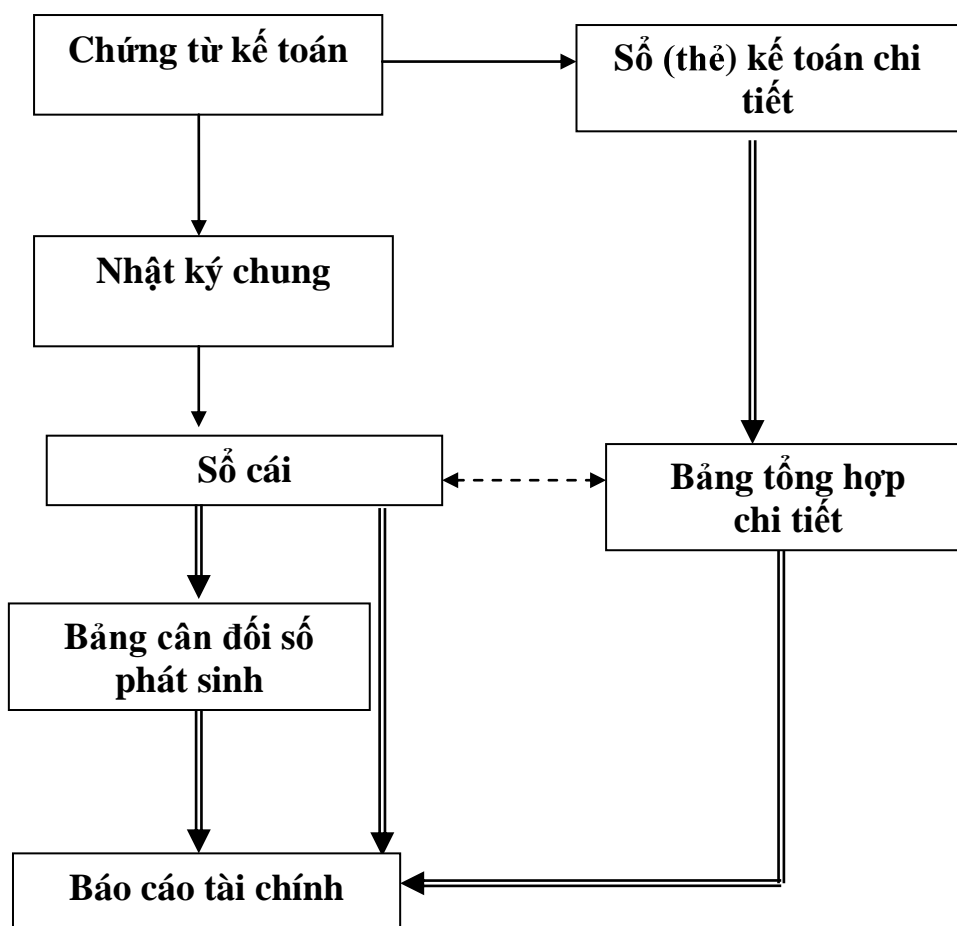 Chứng từ kế toán
Sổ (thẻ) kế toán chi
tiết
Nhật ký chung
Sổ cái
Bảng tổng hợp
chi tiết
Bảng cân đối số
phát sinh
Báo cáo tài chính